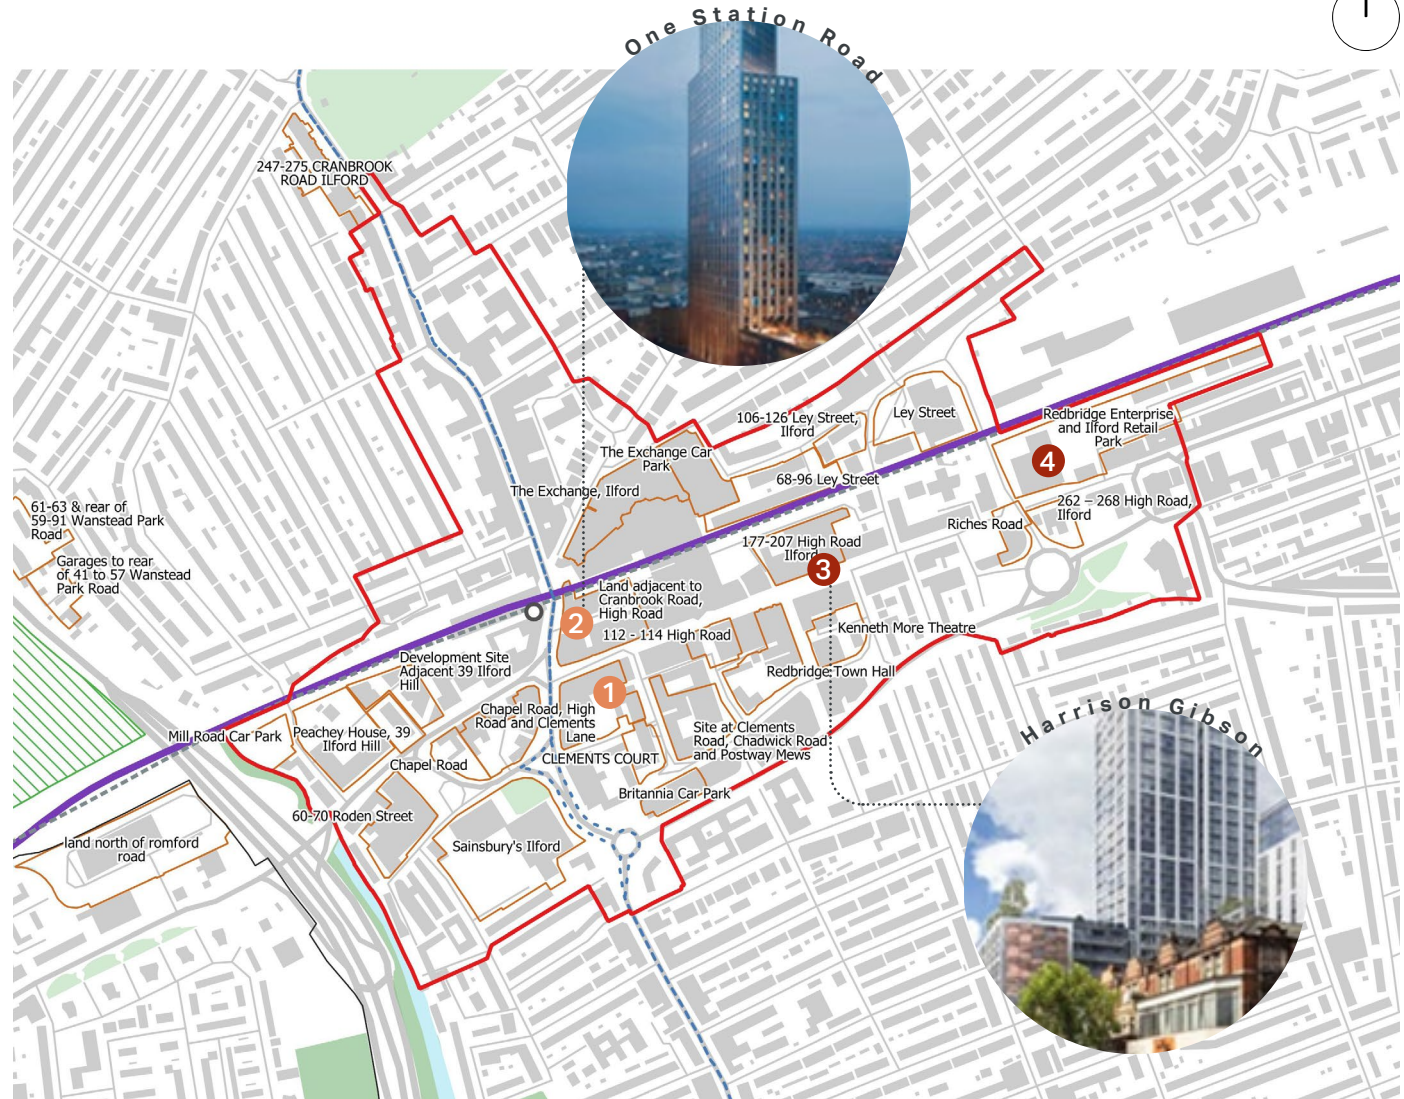 One Station Road
247-275 CRANBROOK
ROAD ILFORD
106-126 Ley Street,
Ilford
Ley Street
Redbridge Enterprise
and Ilford Retail
Park
The Exchange Car
Park
4
68-96 Ley Street
The Exchange, Ilford
262 – 268 High Road,
Ilford
61-63 & rear of
59-91 Wanstead Park
Road
Riches Road
177-207 High Road
Ilford
3
Garages to rear
of 41 to 57 Wanstead
Park Road
Land adjacent to
Cranbrook Road,
High Road
2
112 - 114 High Road
Kenneth More Theatre
Development Site
Adjacent 39 Ilford
Hill
Redbridge Town Hall
1
Chapel Road, High
Road and Clements
Lane
Mill Road Car Park
Peachey House, 39
Ilford Hill
Site at Clements
Road, Chadwick Road
and Postway Mews
Harrison Gibson
Chapel Road
CLEMENTS COURT
Britannia Car Park
60-70 Roden Street
land north of romford
road
Sainsbury's Ilford